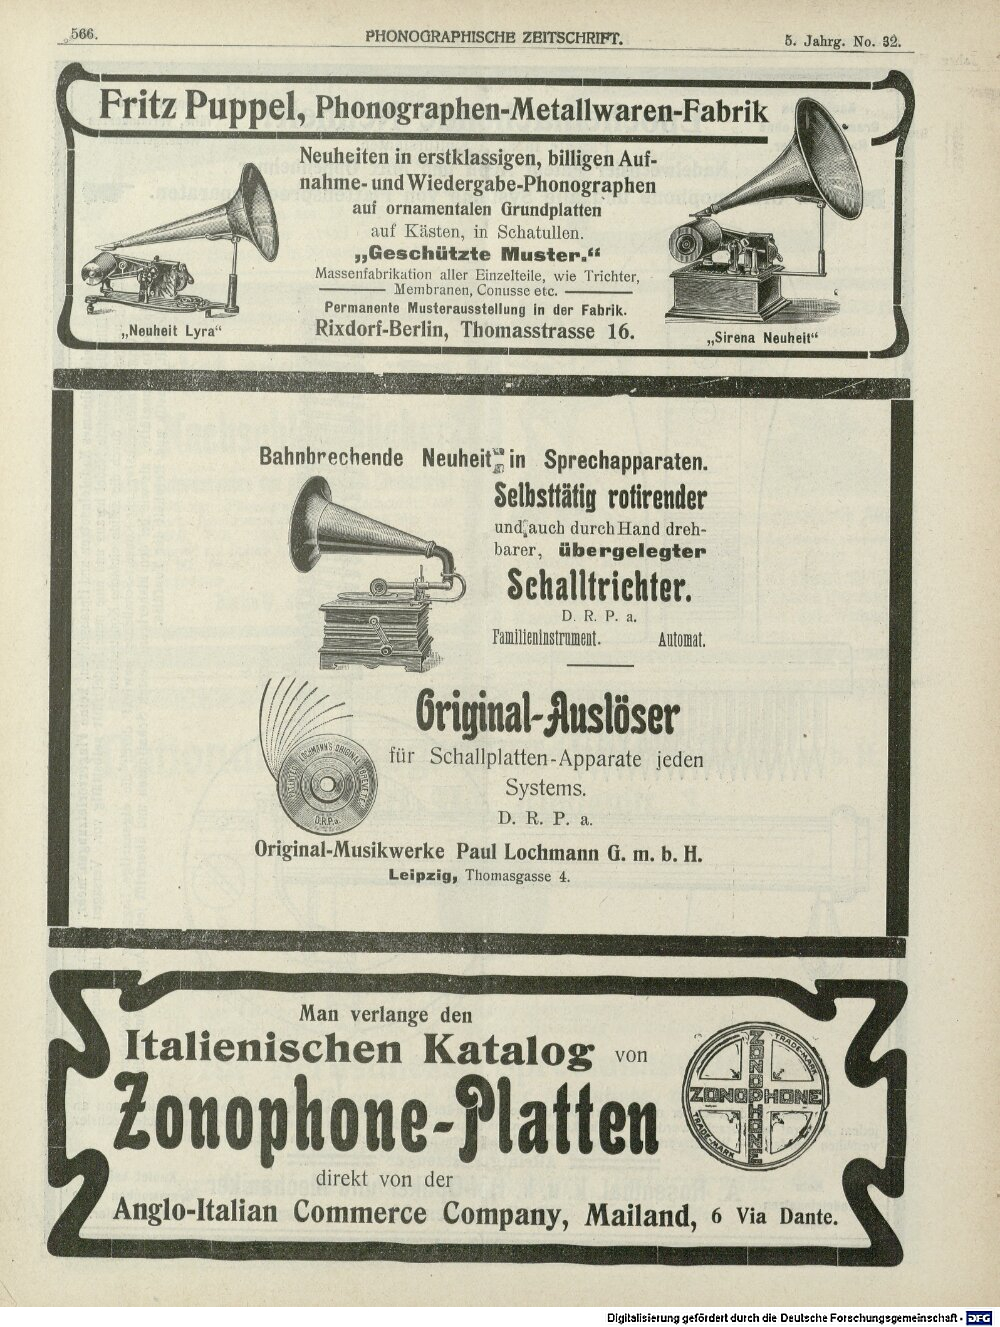 566.
PHONOGRAPHISCHE ZEITSCHRIFT.
5. Jahrg. No. 32.
Fritz Puppel, Phonographen-Metallwaren-Fabrik
Neuheiten in erstklassigen, billigen Auf-
nahme- und Wiedergabe-Phonographen
auf ornamentalen Grundplatten
auf Kästen, in Schatullen.
„Geschützte Muster.“
Massenfabrikation aller Einzelteile, wie Trichter,
Membranen, Conusse etc.
Permanente Musterausstellung in der Fabrik.
Rixdorf-Berlin, Thomasstrasse 16.
„Neuheit Lyra“
„Sirena Neuheit“
Bahnbrechende Neuheit in Sprechapparaten.
Selbsttätig rotirender
und auch durch Hand dreh-
barer, übergelegter
Schalltrichter.
D. R. P. a.
Familieninstrument. Automat.
Original-Auslöser
für Schallplatten-Apparate jeden
Systems.
D. R. P. a.
LOCHMANN'S ORIGINAL
D.R.P.a.
Original-Musikwerke Paul Lochmann G. m. b. H.
Leipzig, Thomasgasse 4.
Man verlange den
Italienischen Katalog von
Zonophone-Platten
direkt von der
Anglo-Italian Commerce Company, Mailand, 6 Via Dante.
ZONOPHONE
ZONOPHONE
TRADE-MARK
TRADE-MARK
Digitalisierung gefördert durch die Deutsche Forschungsgemeinschaft - DFG